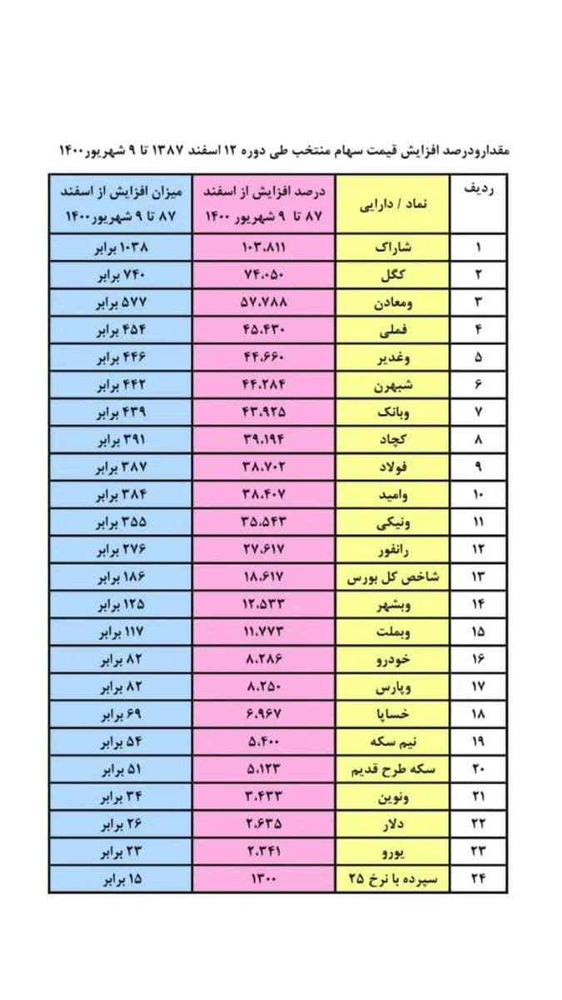 مقدارودرصد افزایش قیمت سهام منتخب طی دوره ۱۲ اسفند ۱۳۸۷ تا ۹ شهریور۱۴۰۰
ردیف نماد / دارایی درصد افزایش از اسفند ۸۷ تا ۹ شهریور ۱۴۰۰ میزان افزایش از اسفند ۸۷ تا ۹ شهریور۱۴۰۰
۱ شاراک ۱۰۳،۸۱۱ ۱۰۳۸ برابر
۲ کگل ۷۴،۰۵۰ ۷۴۰ برابر
۳ ومعادن ۵۷،۷۸۸ ۵۷۷ برابر
۴ فملی ۴۵،۴۳۰ ۴۵۴ برابر
۵ وغدیر ۴۴،۶۶۰ ۴۴۶ برابر
۶ شبهرن ۴۴،۲۸۴ ۴۴۲ برابر
۷ وبانک ۴۳،۹۲۵ ۴۳۹ برابر
۸ کچاد ۳۹،۱۹۴ ۳۹۱ برابر
۹ فولاد ۳۸،۷۰۲ ۳۸۷ برابر
۱۰ وامید ۳۸،۴۰۷ ۳۸۴ برابر
۱۱ ونیکی ۳۵،۵۴۳ ۳۵۵ برابر
۱۲ رانفور ۲۷،۶۱۷ ۲۷۶ برابر
۱۳ شاخص کل بورس ۱۸،۶۱۷ ۱۸۶ برابر
۱۴ وبشهر ۱۲،۵۳۳ ۱۲۵ برابر
۱۵ وبملت ۱۱،۷۷۳ ۱۱۷ برابر
۱۶ خودرو ۸،۲۸۶ ۸۲ برابر
۱۷ وپارس ۸،۲۵۰ ۸۲ برابر
۱۸ خساپا ۶،۹۶۷ ۶۹ برابر
۱۹ نیم سکه ۵،۴۰۰ ۵۴ برابر
۲۰ سکه طرح قدیم ۵،۱۲۳ ۵۱ برابر
۲۱ ونوین ۳،۴۳۳ ۳۴ برابر
۲۲ دلار ۲،۶۳۵ ۲۶ برابر
۲۳ یورو ۲،۳۴۱ ۲۳ برابر
۲۴ سپرده با نرخ ۲۵ ۱۳۰۰ ۱۵ برابر